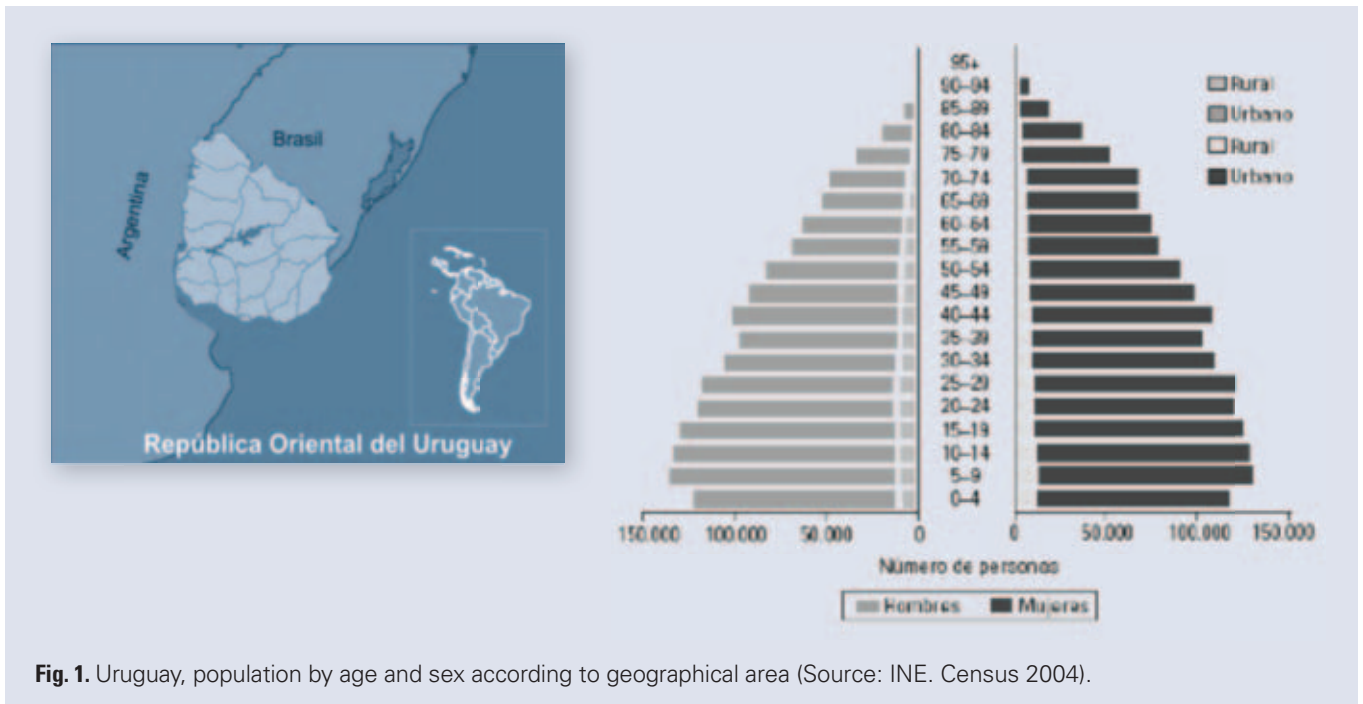 Brasil
Argentina
República Oriental del Uruguay
95+
90–94
85–89
80–84
75–79
70–74
65–69
60–64
55–59
50–54
45–49
40–44
35–39
30–34
25–29
20–24
15–19
10–14
5–9
0–4
Rural
Urbano
Rural
Urbano
150.000 100.000 50.000 0 0 50.000 100.000 150.000
Número de personas
Hombres Mujeres
Fig. 1. Uruguay, population by age and sex according to geographical area (Source: INE. Census 2004).